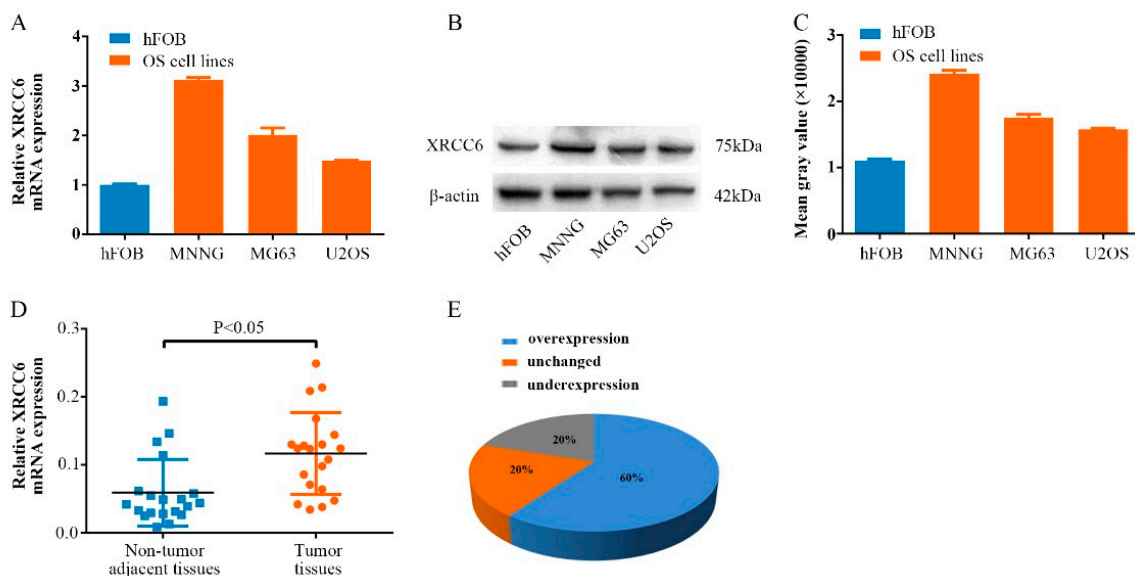 A
hFOB
OS cell lines
Relative XRCC6
mRNA expression
4
3
2
1
0
hFOB MNNG MG63 U2OS
B
XRCC6 75kDa
β-actin 42kDa
hFOB MNNG MG63 U2OS
C
hFOB
OS cell lines
Mean gray value (×10000)
3
2
1
0
hFOB MNNG MG63 U2OS
D
P<0.05
Relative XRCC6
mRNA expression
0.3
0.2
0.1
0.0
Non-tumor
adjacent tissues
Tumor
tissues
E
overexpression
unchanged
underexpression
20%
20%
60%